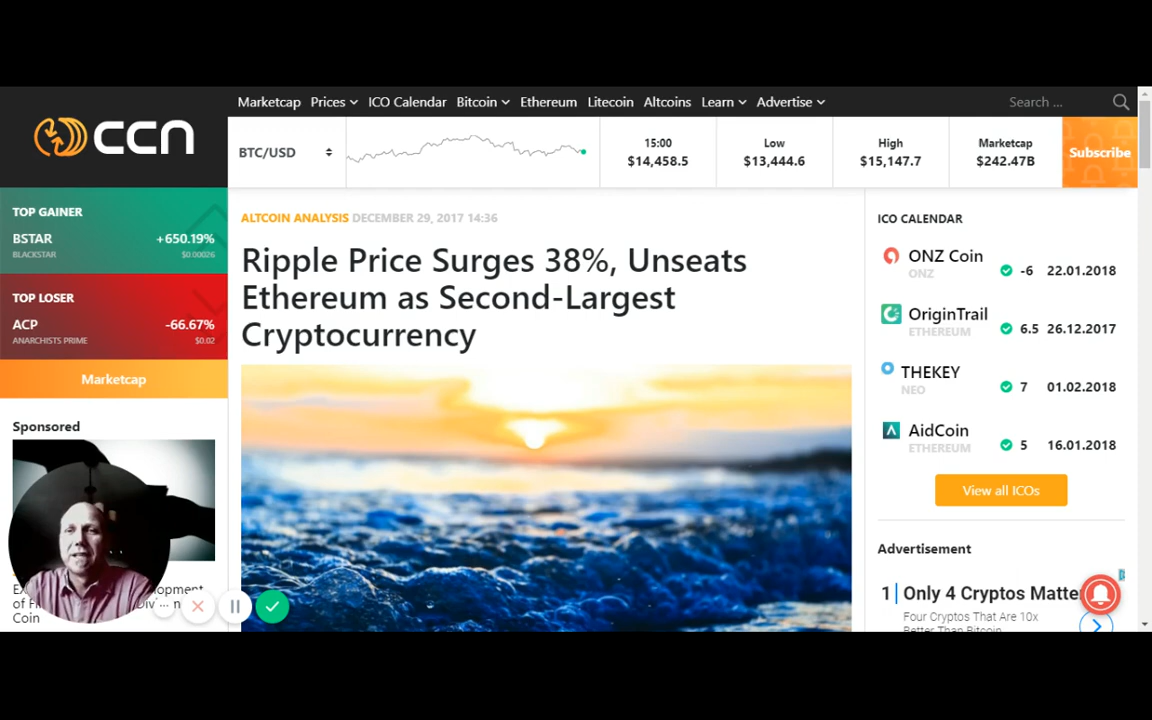 Marketcap Prices ICO Calendar Bitcoin Ethereum Litecoin Altcoins Learn Advertise Search ...
ccn
BTC/USD
15:00
$14,458.5
Low
$13,444.6
High
$15,147.7
Marketcap
$242.47B
Subscribe
TOP GAINER
BSTAR +650.19%
BLACKSTAR $0.00026
TOP LOSER
ACP -66.67%
ANARCHISTS PRIME $0.02
Marketcap
Sponsored
of
Coin
ALTCOIN ANALYSIS DECEMBER 29, 2017 14:36
Ripple Price Surges 38%, Unseats
Ethereum as Second-Largest
Cryptocurrency
ICO CALENDAR
ONZ Coin
ONZ
-6 22.01.2018
OriginTrail
ETHEREUM
6.5 26.12.2017
THEKEY
NEO
7 01.02.2018
AidCoin
ETHEREUM
5 16.01.2018
View all ICOs
Advertisement
1 Only 4 Cryptos Matte
Four Cryptos That Are 10x
Better Than Bitcoin